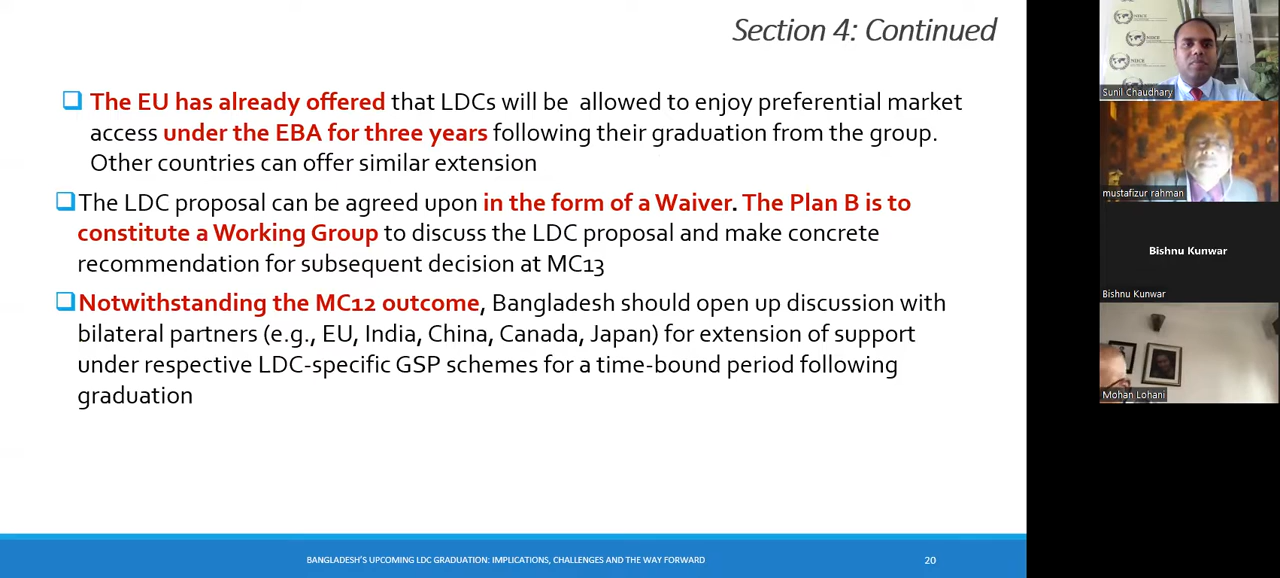 Section 4: Continued
The EU has already offered that LDCs will be allowed to enjoy preferential market
access under the EBA for three years following their graduation from the group.
Other countries can offer similar extension
The LDC proposal can be agreed upon in the form of a Waiver. The Plan B is to
constitute a Working Group to discuss the LDC proposal and make concrete
recommendation for subsequent decision at MC13
Notwithstanding the MC12 outcome, Bangladesh should open up discussion with
bilateral partners (e.g., EU, India, China, Canada, Japan) for extension of support
under respective LDC-specific GSP schemes for a time-bound period following
graduation
BANGLADESH'S UPCOMING LDC GRADUATION: IMPLICATIONS, CHALLENGES AND THE WAY FORWARD
20
Sunil Chaudhary
mustafizur rahman
Bishnu Kunwar
Bishnu Kunwar
Mohan Lohani